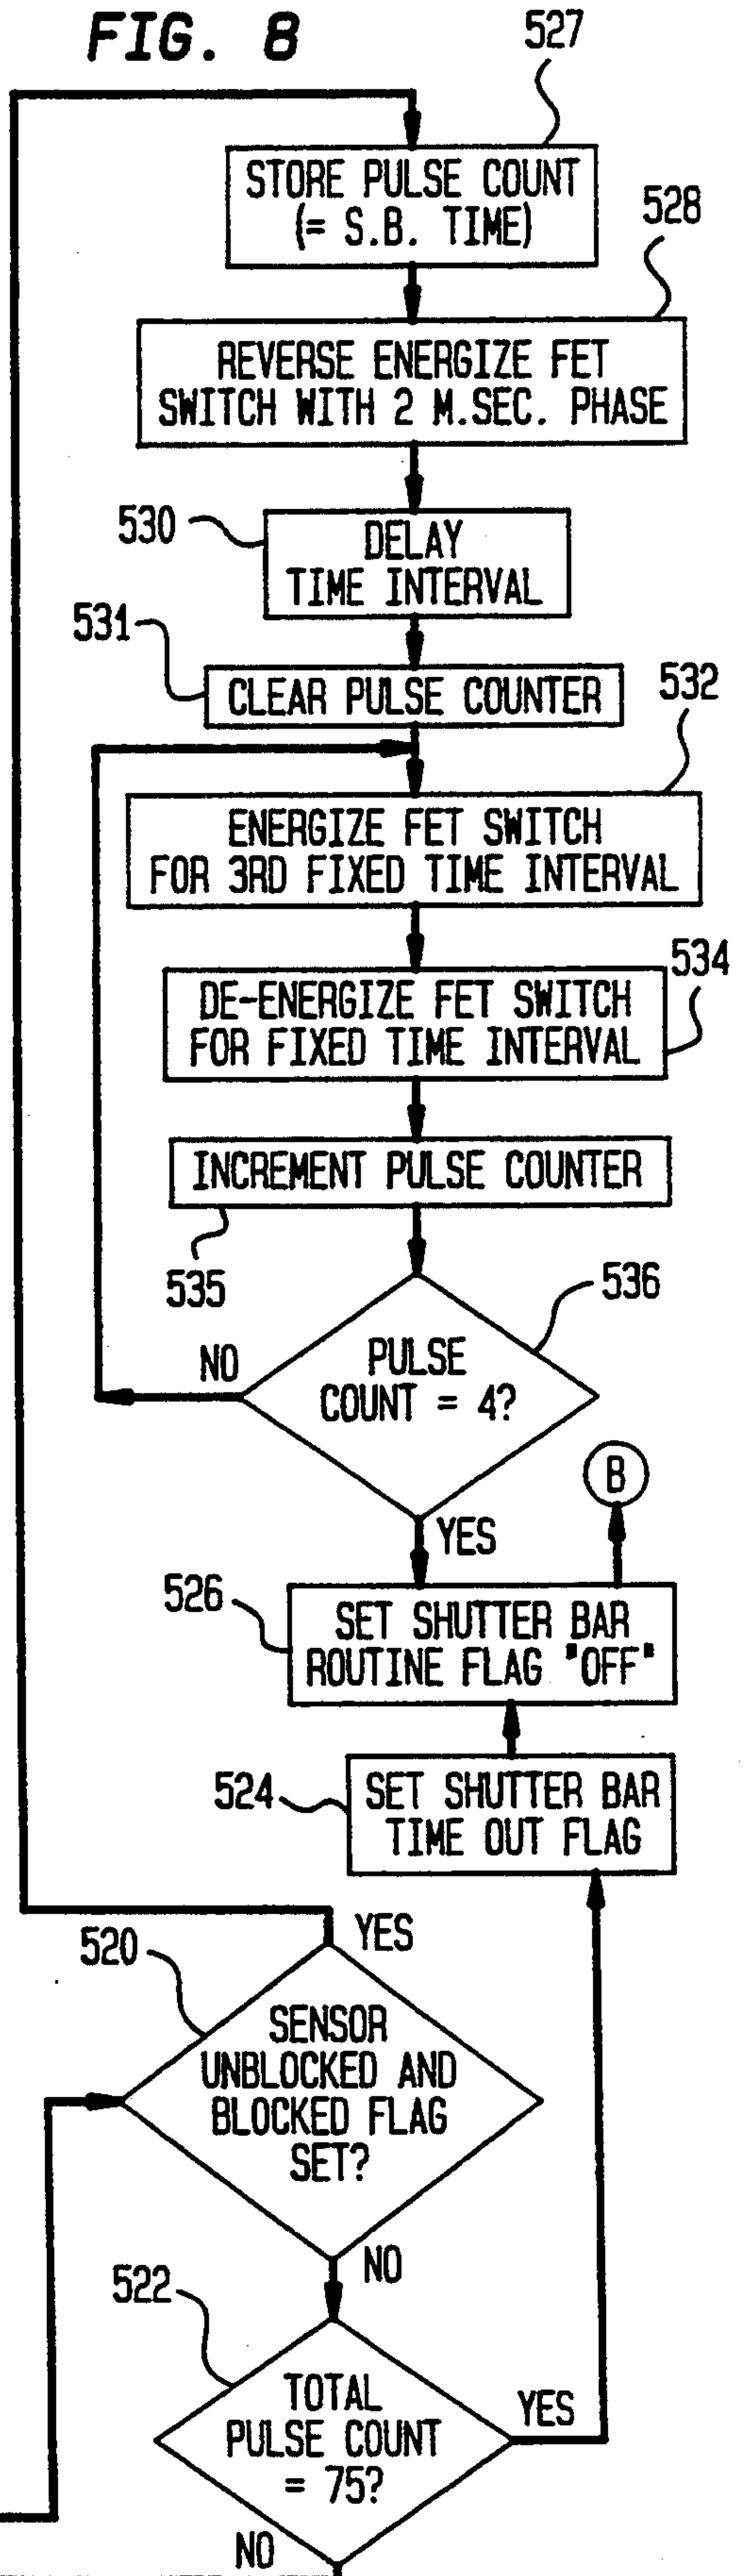 FIG. 8
527
STORE PULSE COUNT
(= S.B. TIME)
528
REVERSE ENERGIZE FET
SWITCH WITH 2 M.SEC. PHASE
530
DELAY
TIME INTERVAL
531
CLEAR PULSE COUNTER
532
ENERGIZE FET SWITCH
FOR 3RD FIXED TIME INTERVAL
534
DE-ENERGIZE FET SWITCH
FOR FIXED TIME INTERVAL
INCREMENT PULSE COUNTER
535
536
NO
PULSE
COUNT = 4?
B
YES
526
SET SHUTTER BAR
ROUTINE FLAG "OFF"
524
SET SHUTTER BAR
TIME OUT FLAG
YES
520
SENSOR
UNBLOCKED AND
BLOCKED FLAG
SET?
NO
522
TOTAL
PULSE COUNT
= 75?
YES
NO